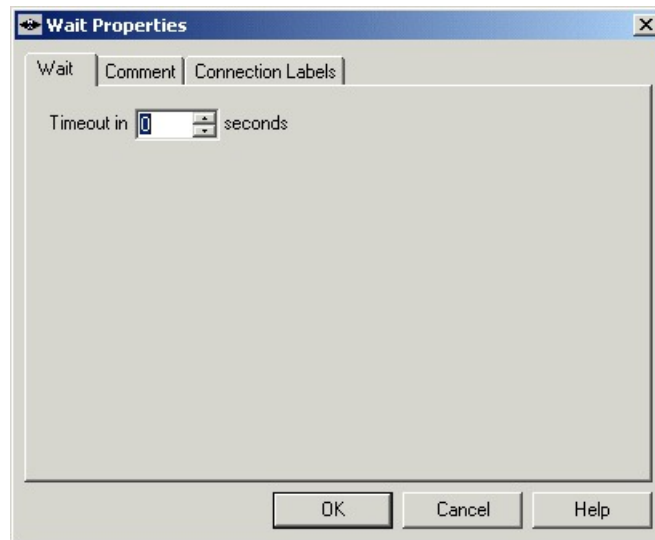 Wait Properties
Wait Comment Connection Labels
Timeout in 0 seconds
OK Cancel Help